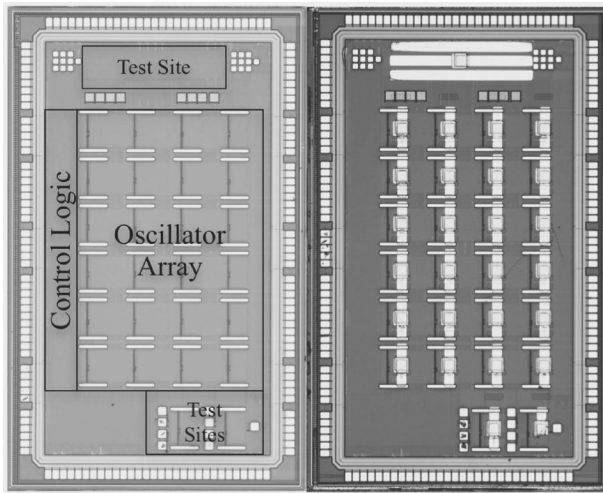 Test Site
Control Logic
Oscillator
Array
Test
Sites